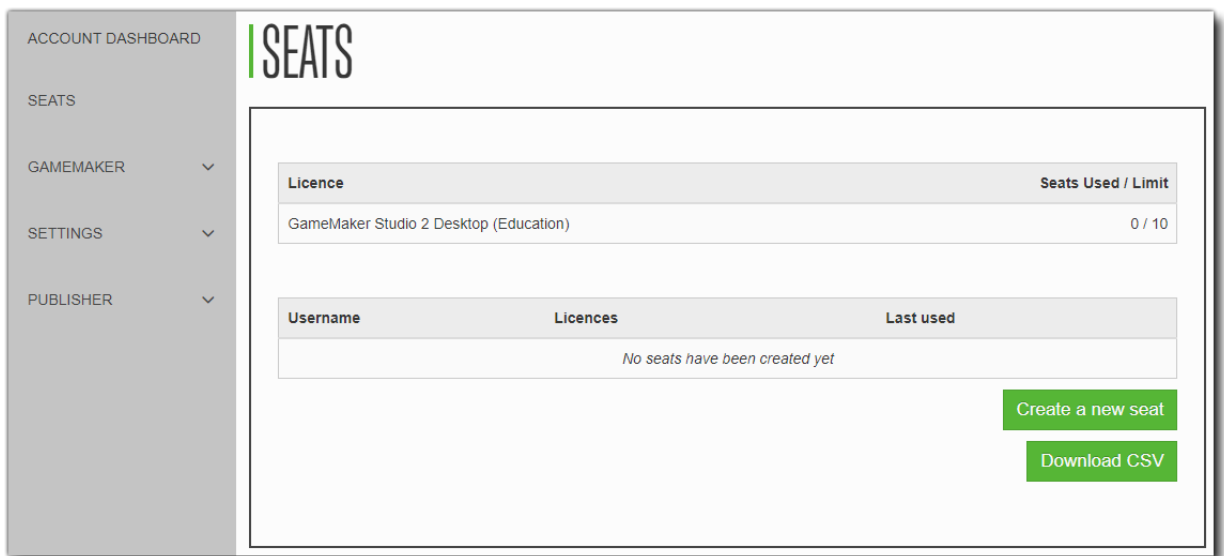 ACCOUNT DASHBOARD
SEATS
GAMEMAKER
SETTINGS
PUBLISHER
SEATS
Licence Seats Used / Limit
GameMaker Studio 2 Desktop (Education) 0 / 10
Username Licences Last used
No seats have been created yet
Create a new seat
Download CSV